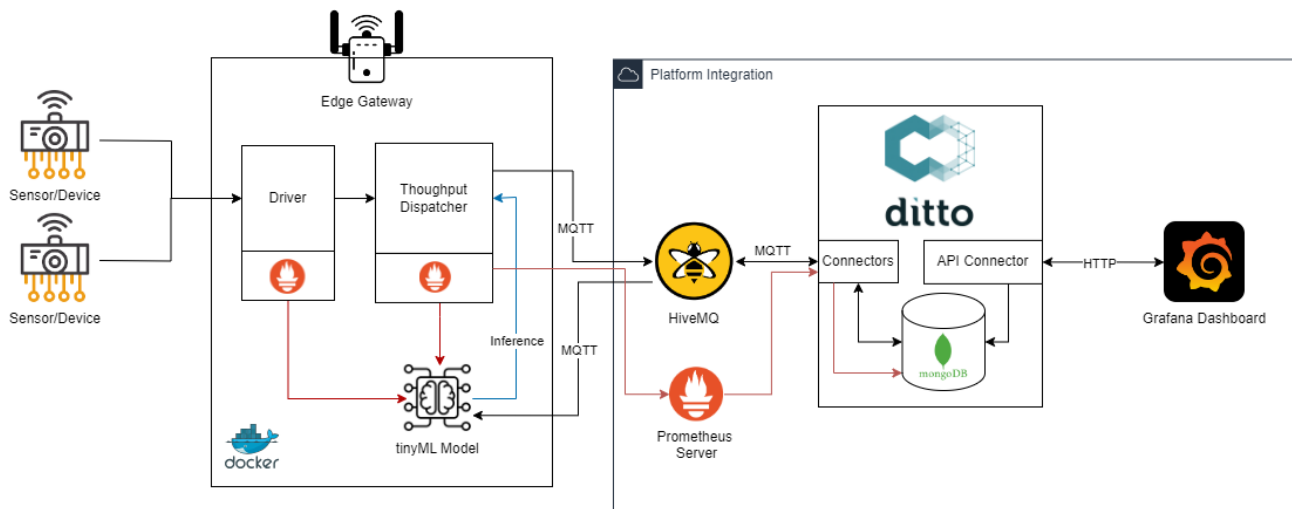 Edge Gateway
Platform Integration
Sensor/Device
Sensor/Device
Driver
Thoughput
Dispatcher
MQTT
Inference
MQTT
docker
tinyML Model
HiveMQ
MQTT
Prometheus
Server
ditto
Connectors
API Connector
mongoDB
HTTP
Grafana Dashboard